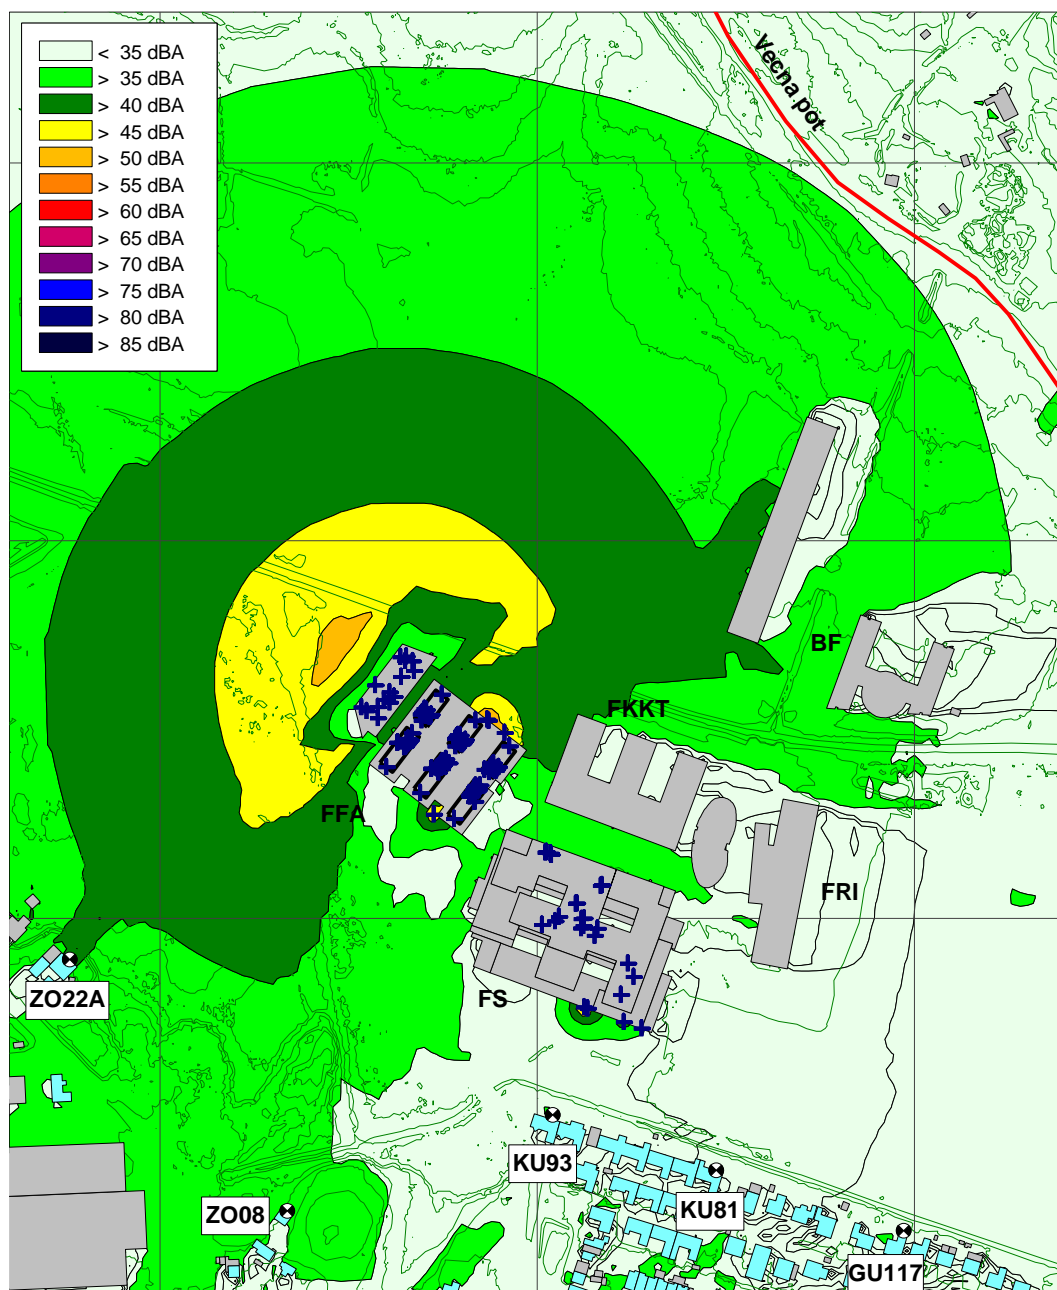 < 35 dBA
> 35 dBA
> 40 dBA
> 45 dBA
> 50 dBA
> 55 dBA
> 60 dBA
> 65 dBA
> 70 dBA
> 75 dBA
> 80 dBA
> 85 dBA
Vecna pot
BF
FKKT
FFA
FRI
FS
ZO22A
KU93
ZO08
KU81
GU117